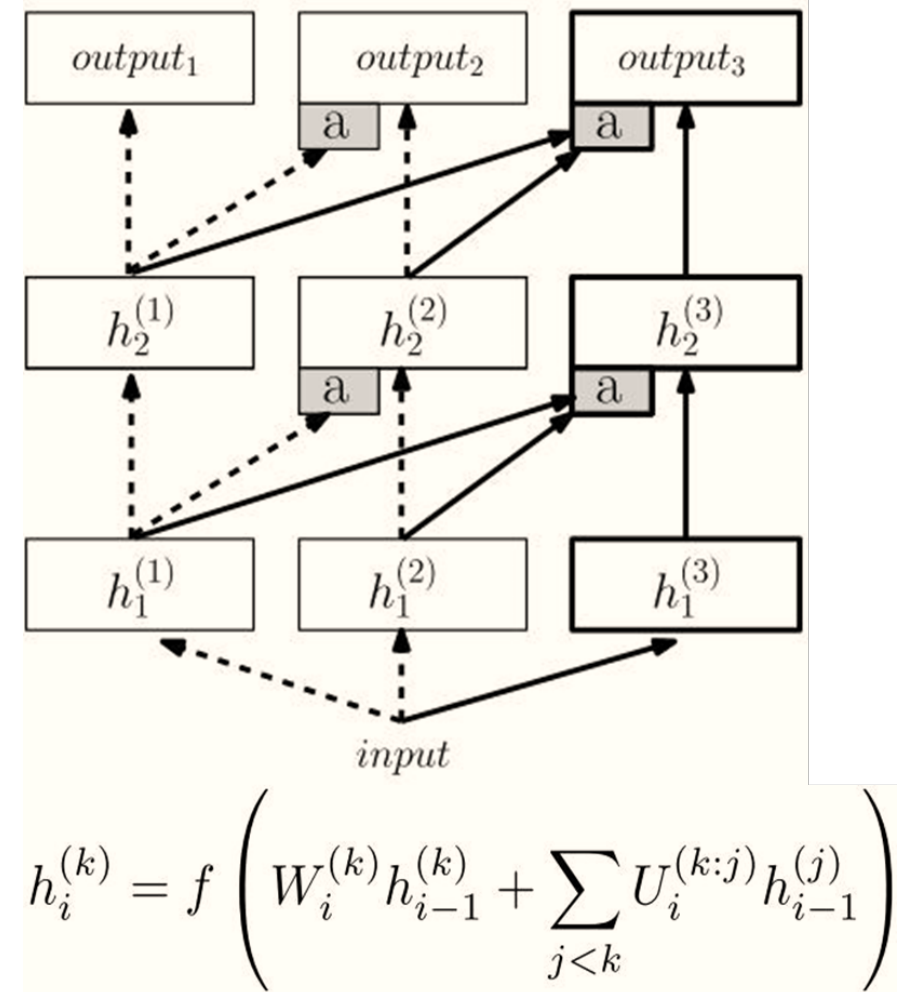 output₁ output₂ output₃
a a
h₂⁽¹⁾ h₂⁽²⁾ h₂⁽³⁾
a a
h₁⁽¹⁾ h₁⁽²⁾ h₁⁽³⁾
input
h_i^{(k)} = f ( W_i^{(k)} h_{i-1}^{(k)} + \sum_{j<k} U_i^{(k:j)} h_{i-1}^{(j)} )